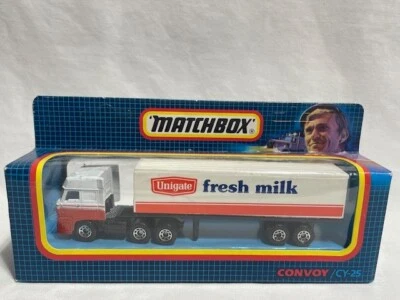 "MATCHBOX"
Unigate fresh milk
CONVOY / CY-25